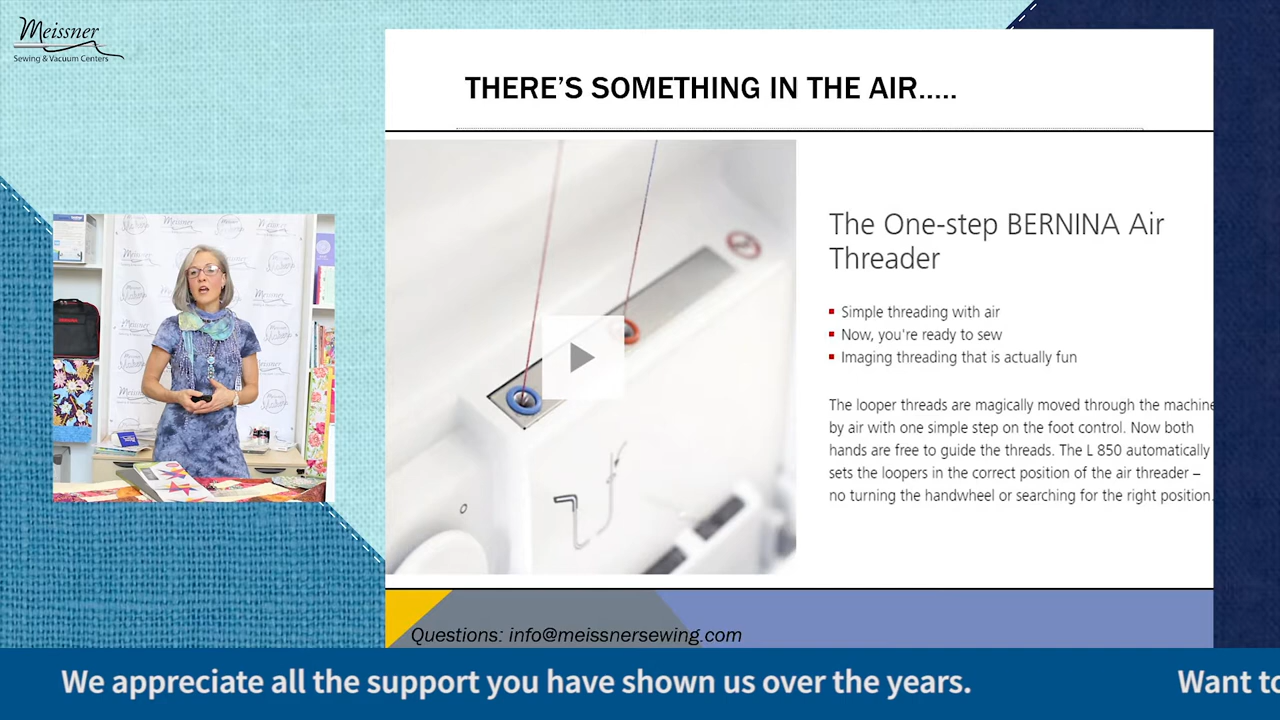 Meissner
Sewing & Vacuum Centers
THERE'S SOMETHING IN THE AIR.....
The One-step BERNINA Air
Threader
Simple threading with air
Now, you're ready to sew
Imaging threading that is actually fun
The looper threads are magically moved through the machine
by air with one simple step on the foot control. Now both
hands are free to guide the threads. The L 850 automatically
sets the loopers in the correct position of the air threader –
no turning the handwheel or searching for the right position.
Questions: info@meissnersewing.com
We appreciate all the support you have shown us over the years.
Want to